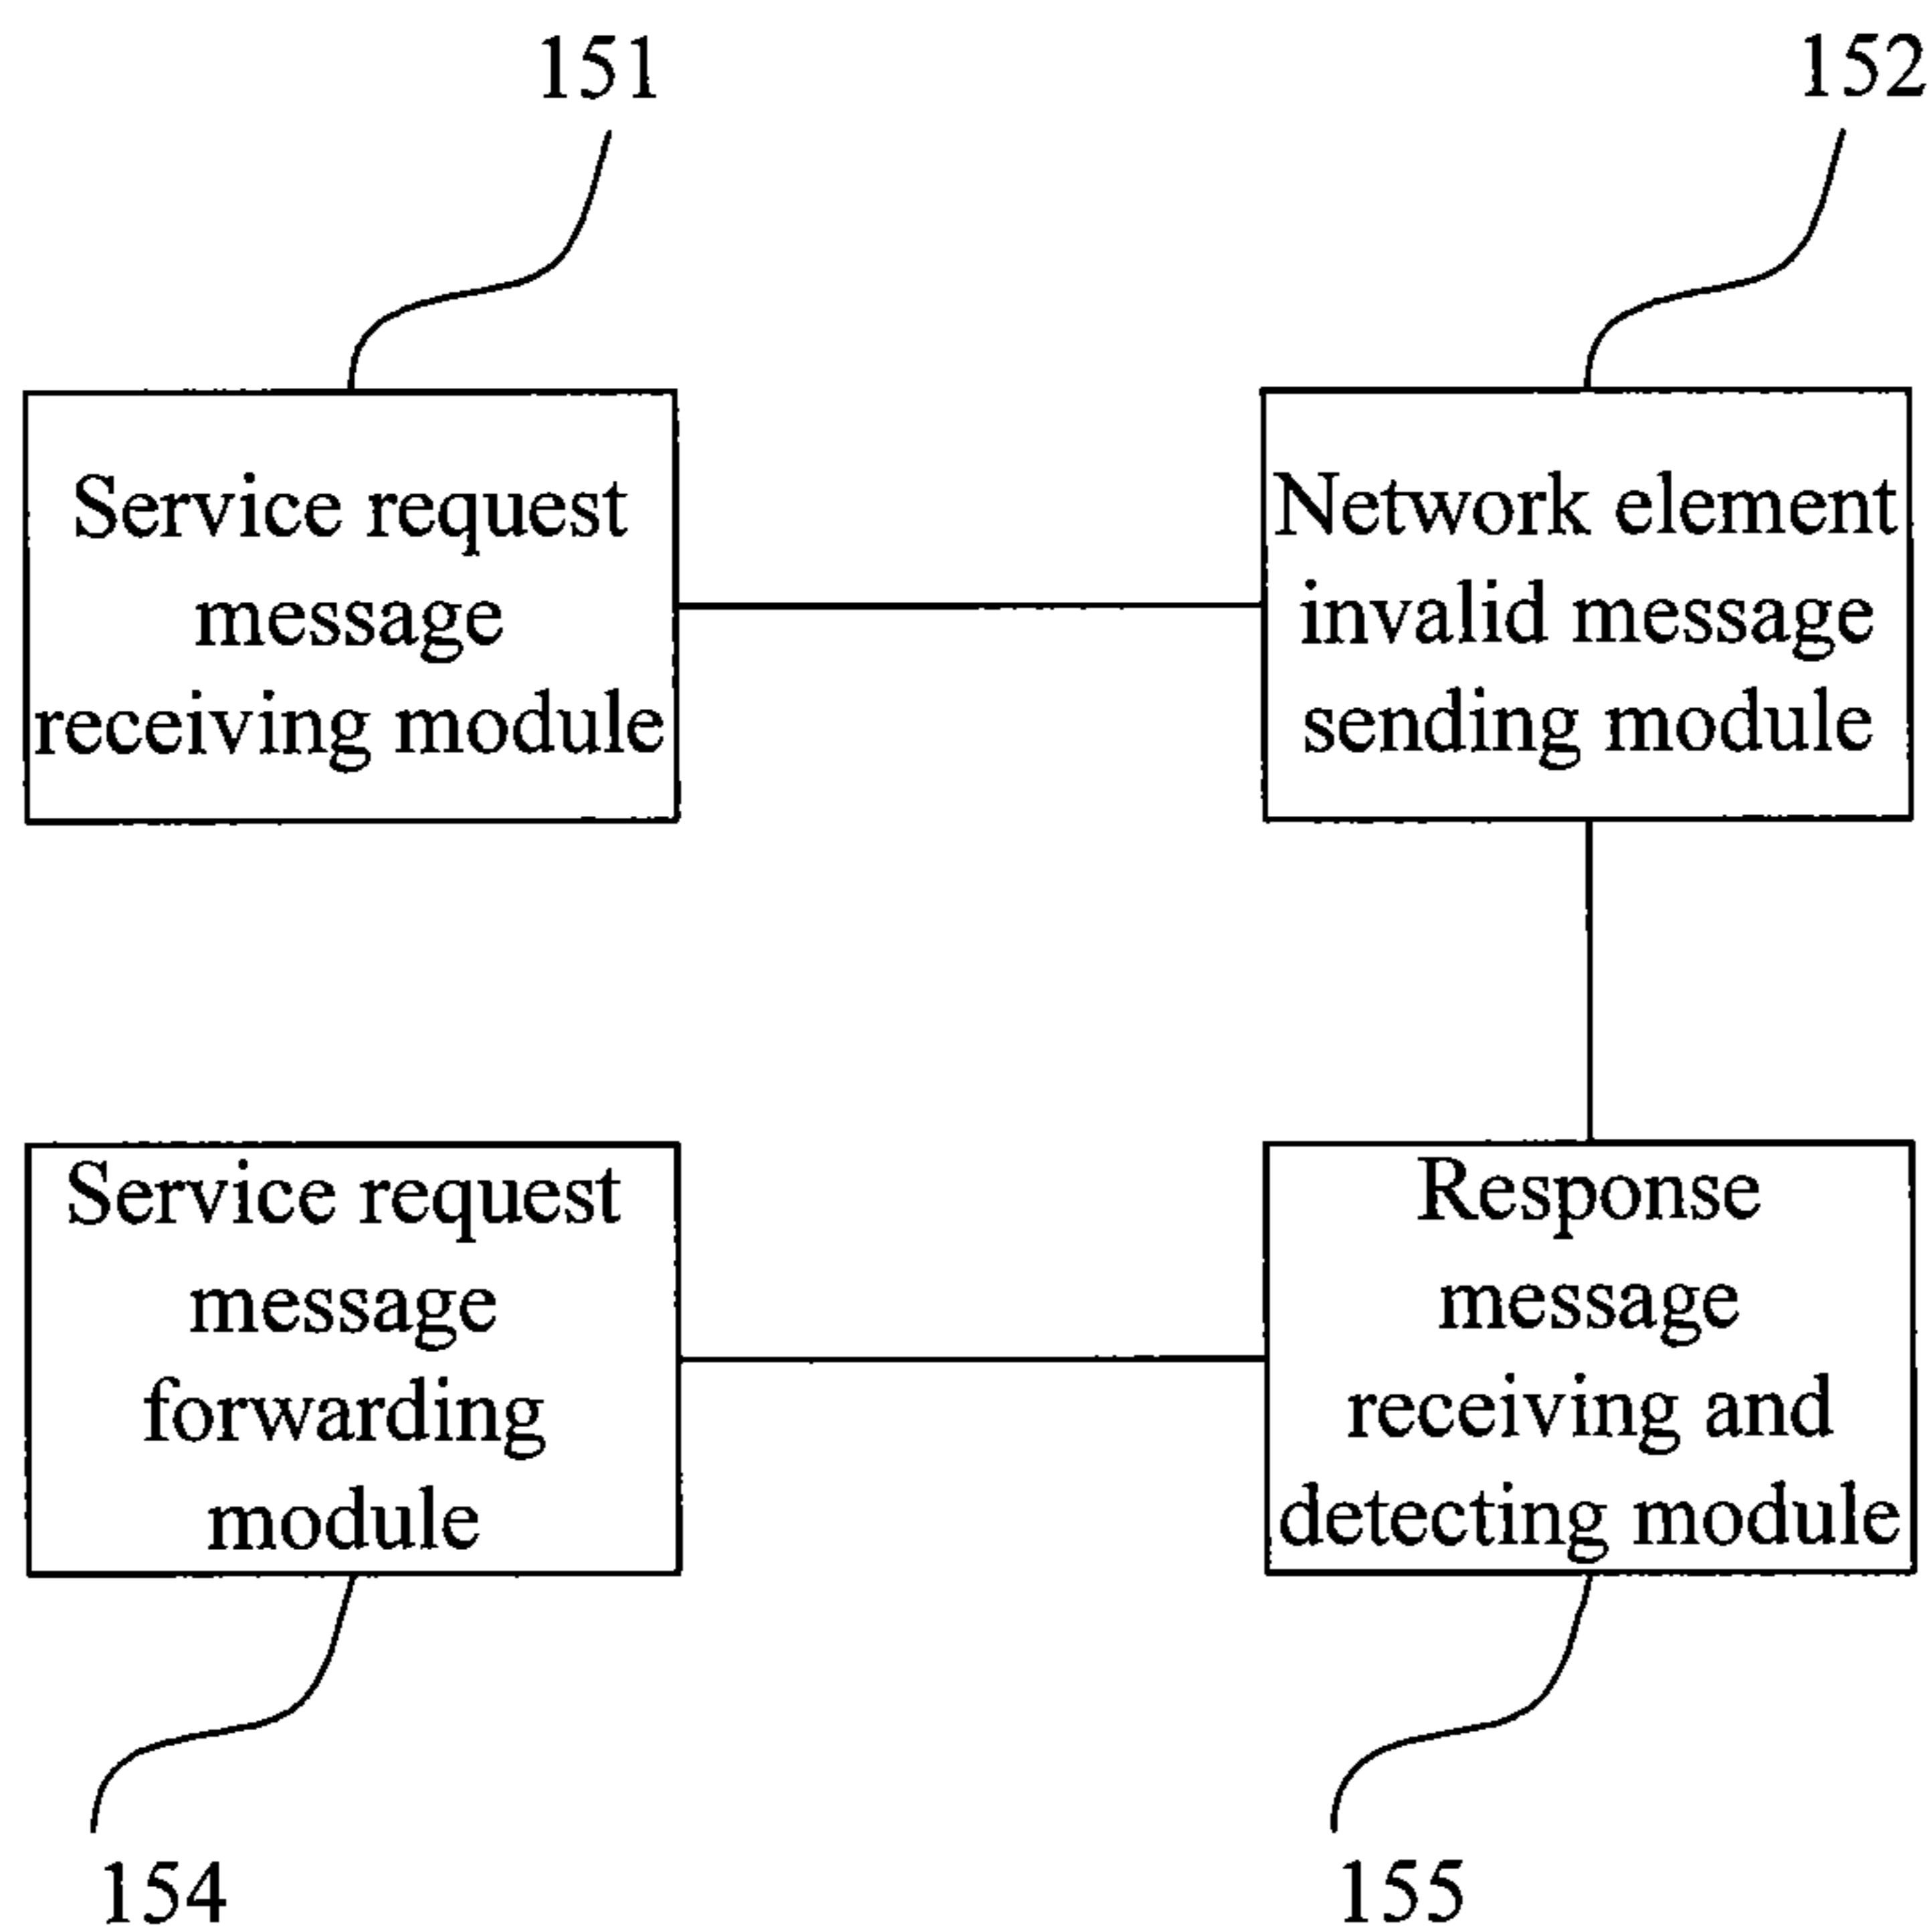 151
152
Service request
message
receiving module
Network element
invalid message
sending module
Service request
message
forwarding
module
Response
message
receiving and
detecting module
154
155